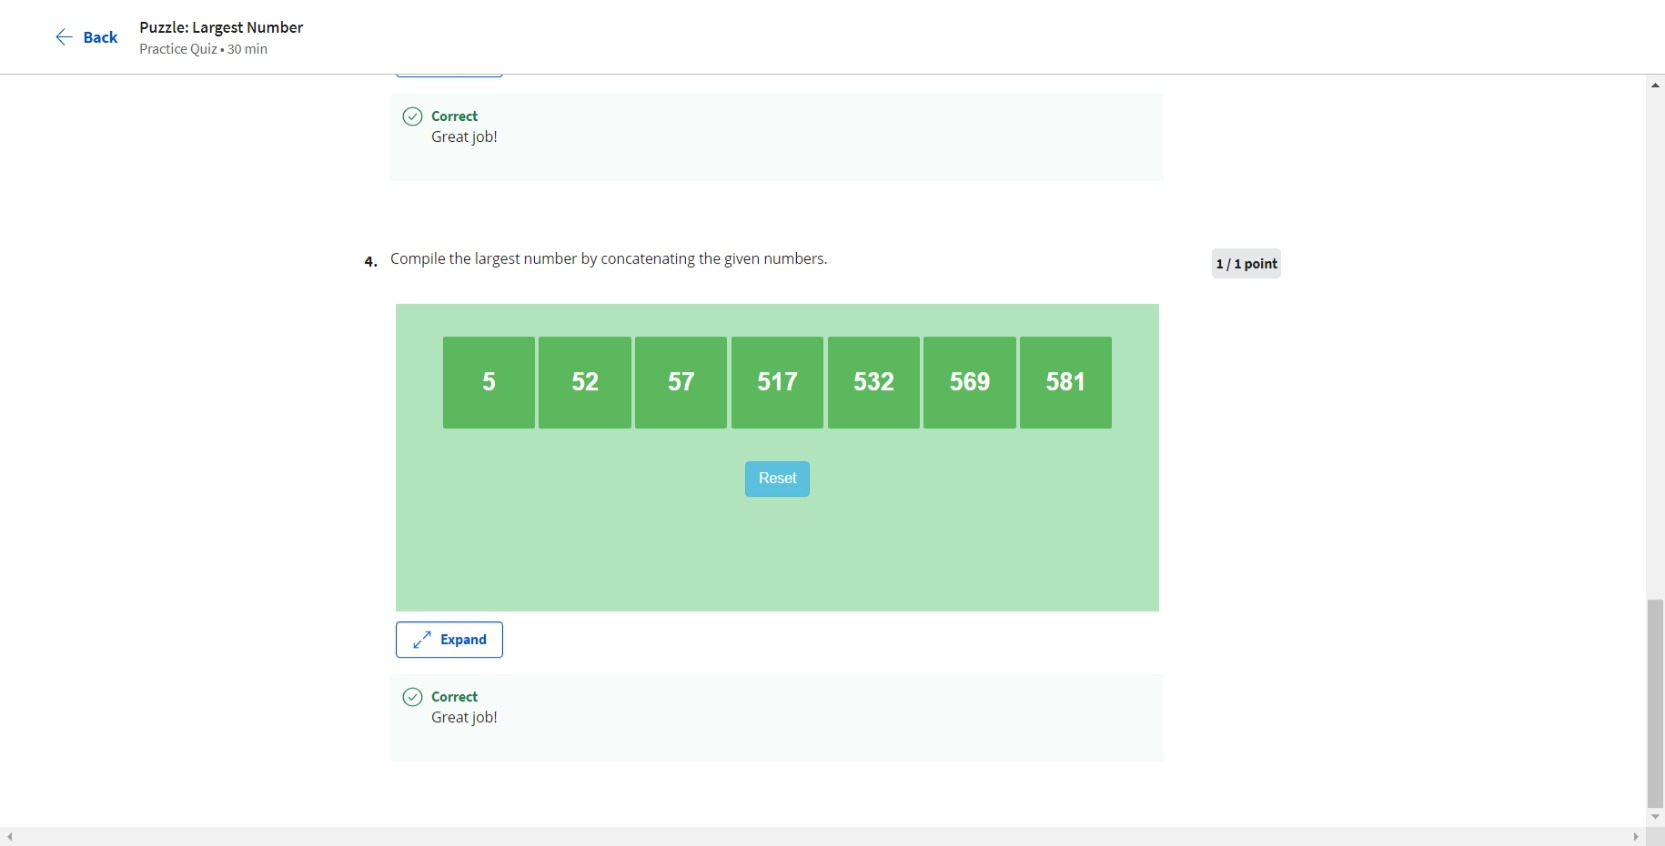 Back
Puzzle: Largest Number
Practice Quiz • 30 min
Correct
Great job!
4. Compile the largest number by concatenating the given numbers.
1 / 1 point
5 52 57 517 532 569 581
Reset
Expand
Correct
Great job!